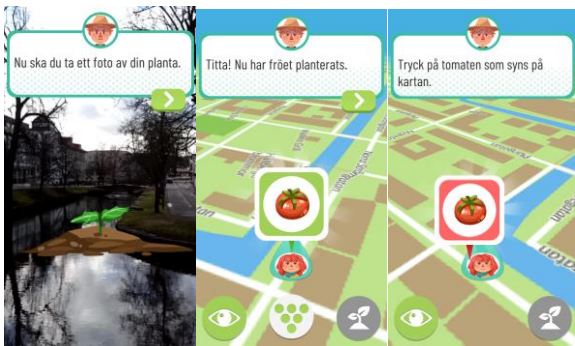 Nu ska du ta ett foto av din planta.
Titta! Nu har fröet planterats.
Tryck på tomaten som syns på
kartan.